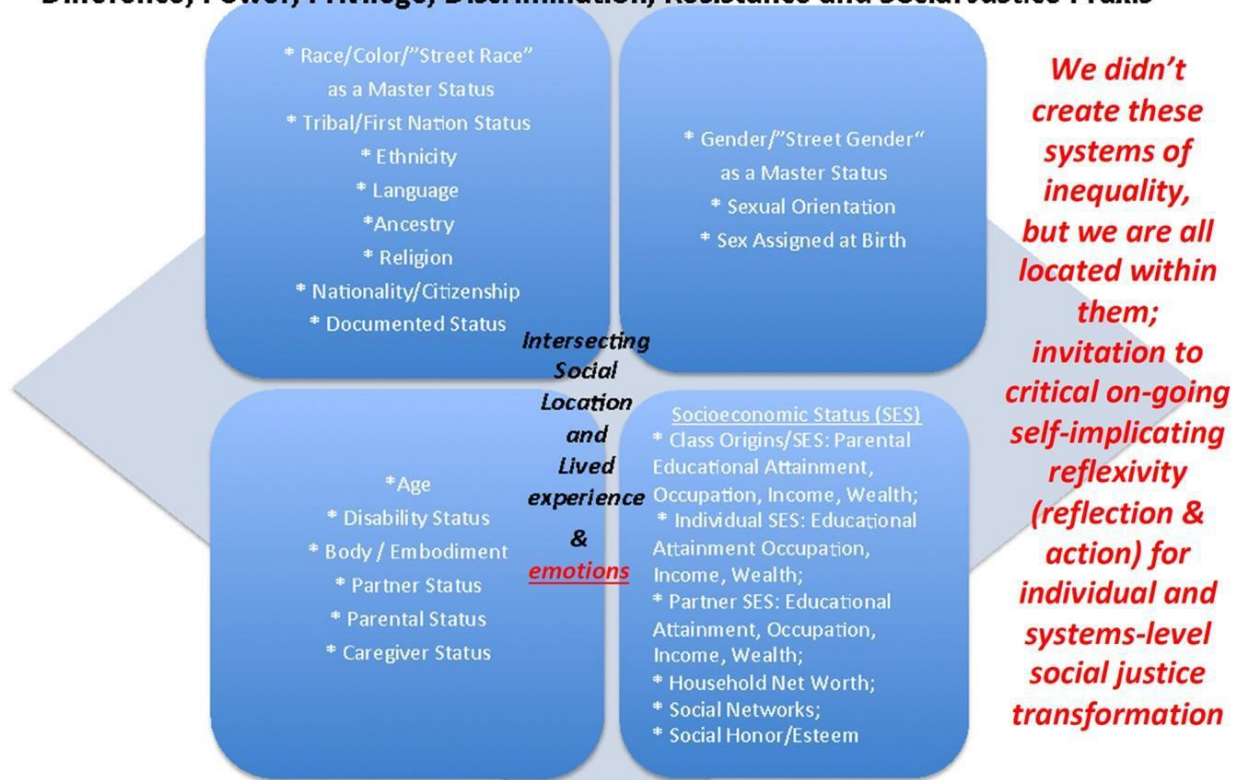 Difference, Power, Privilege, Discrimination, Resistance and Social Justice Praxis
* Race/Color/”Street Race”
as a Master Status
* Tribal/First Nation Status
* Ethnicity
* Language
*Ancestry
* Religion
* Nationality/Citizenship
* Documented Status
* Gender/”Street Gender“
as a Master Status
* Sexual Orientation
* Sex Assigned at Birth
Intersecting
Social
Location
and
Lived
experience
&
emotions
*Age
* Disability Status
* Body / Embodiment
* Partner Status
* Parental Status
* Caregiver Status
Socioeconomic Status (SES)
* Class Origins/SES: Parental
Educational Attainment,
Occupation, Income, Wealth;
* Individual SES: Educational
Attainment Occupation,
Income, Wealth;
* Partner SES: Educational
Attainment, Occupation,
Income, Wealth;
* Household Net Worth;
* Social Networks;
* Social Honor/Esteem
We didn’t
create these
systems of
inequality,
but we are all
located within
them;
invitation to
critical on-going
self-implicating
reflexivity
(reflection &
action) for
individual and
systems-level
social justice
transformation